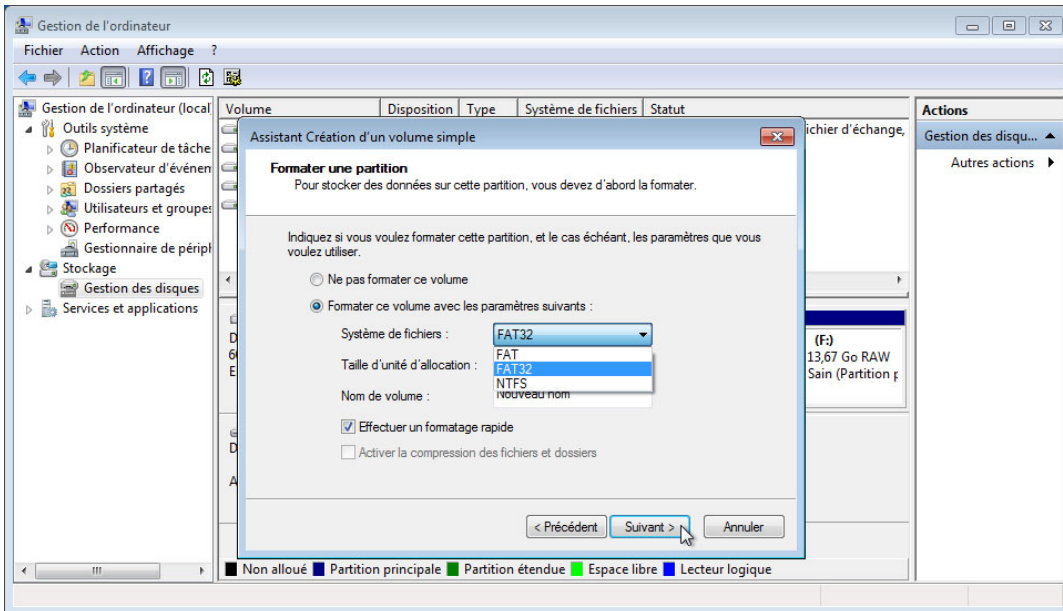 Gestion de l'ordinateur
Fichier Action Affichage ?
Gestion de l'ordinateur (local
Outils système
Planificateur de tâche
Observateur d'événem
Dossiers partagés
Utilisateurs et groupes
Performance
Gestionnaire de périph
Stockage
Gestion des disques
Services et applications
Volume Disposition Type Système de fichiers Statut
ichier d'échange,
Assistant Création d'un volume simple
Formater une partition
Pour stocker des données sur cette partition, vous devez d'abord la formater.
Indiquez si vous voulez formater cette partition, et le cas échéant, les paramètres que vous
voulez utiliser.
Ne pas formater ce volume
Formater ce volume avec les paramètres suivants :
Système de fichiers : FAT32
FAT
Taille d'unité d'allocation : FAT32
NTFS
Nom de volume : Nouveau nom
Effectuer un formatage rapide
Activer la compression des fichiers et dossiers
< Précédent Suivant > Annuler
D
60
E
D
A
(F:)
13,67 Go RAW
Sain (Partition p
Non alloué Partition principale Partition étendue Espace libre Lecteur logique
Actions
Gestion des disqu...
Autres actions